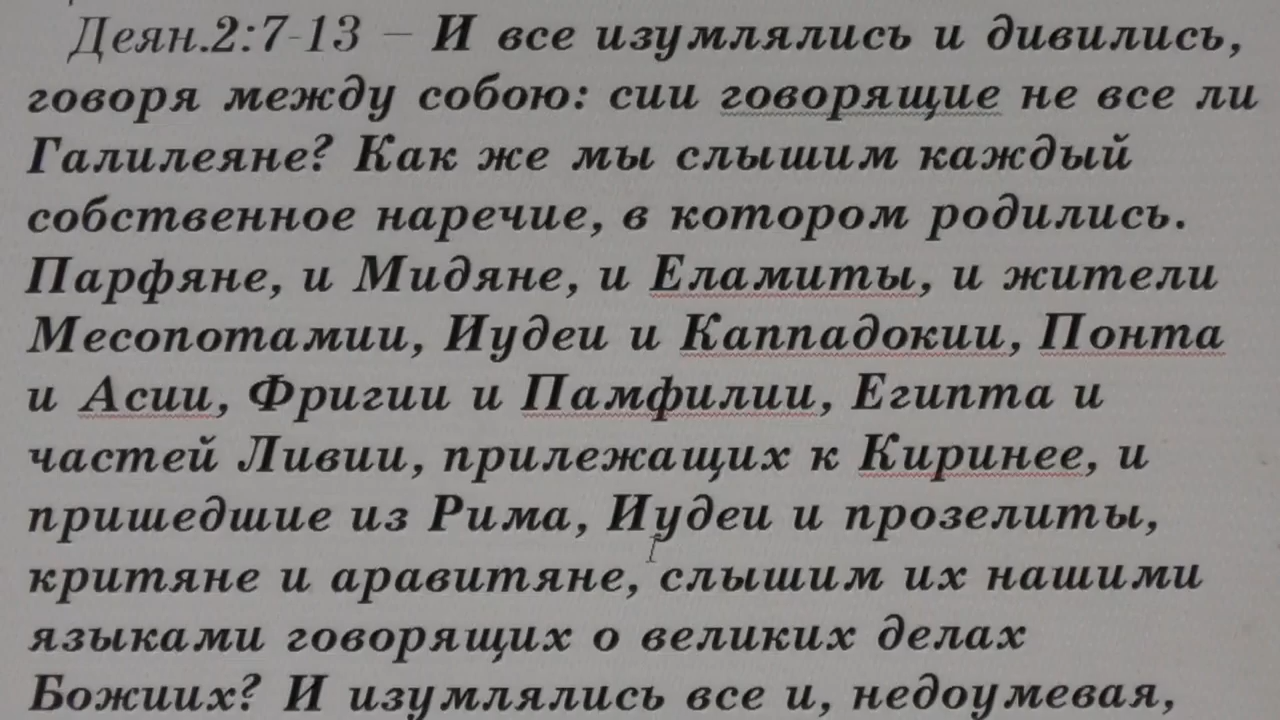 Деян.2:7-13 – И все изумлялись и дивились,
говоря между собою: сии говорящие не все ли
Галилеяне? Как же мы слышим каждый
собственное наречие, в котором родились.
Парфяне, и Мидяне, и Еламиты, и жители
Месопотамии, Иудеи и Каппадокии, Понта
и Асии, Фригии и Памфилии, Египта и
частей Ливии, прилежащих к Киринее, и
пришедшие из Рима, Иудеи и прозелиты,
критяне и аравитяне, слышим их нашими
языками говорящих о великих делах
Божиих? И изумлялись все и, недоумевая,